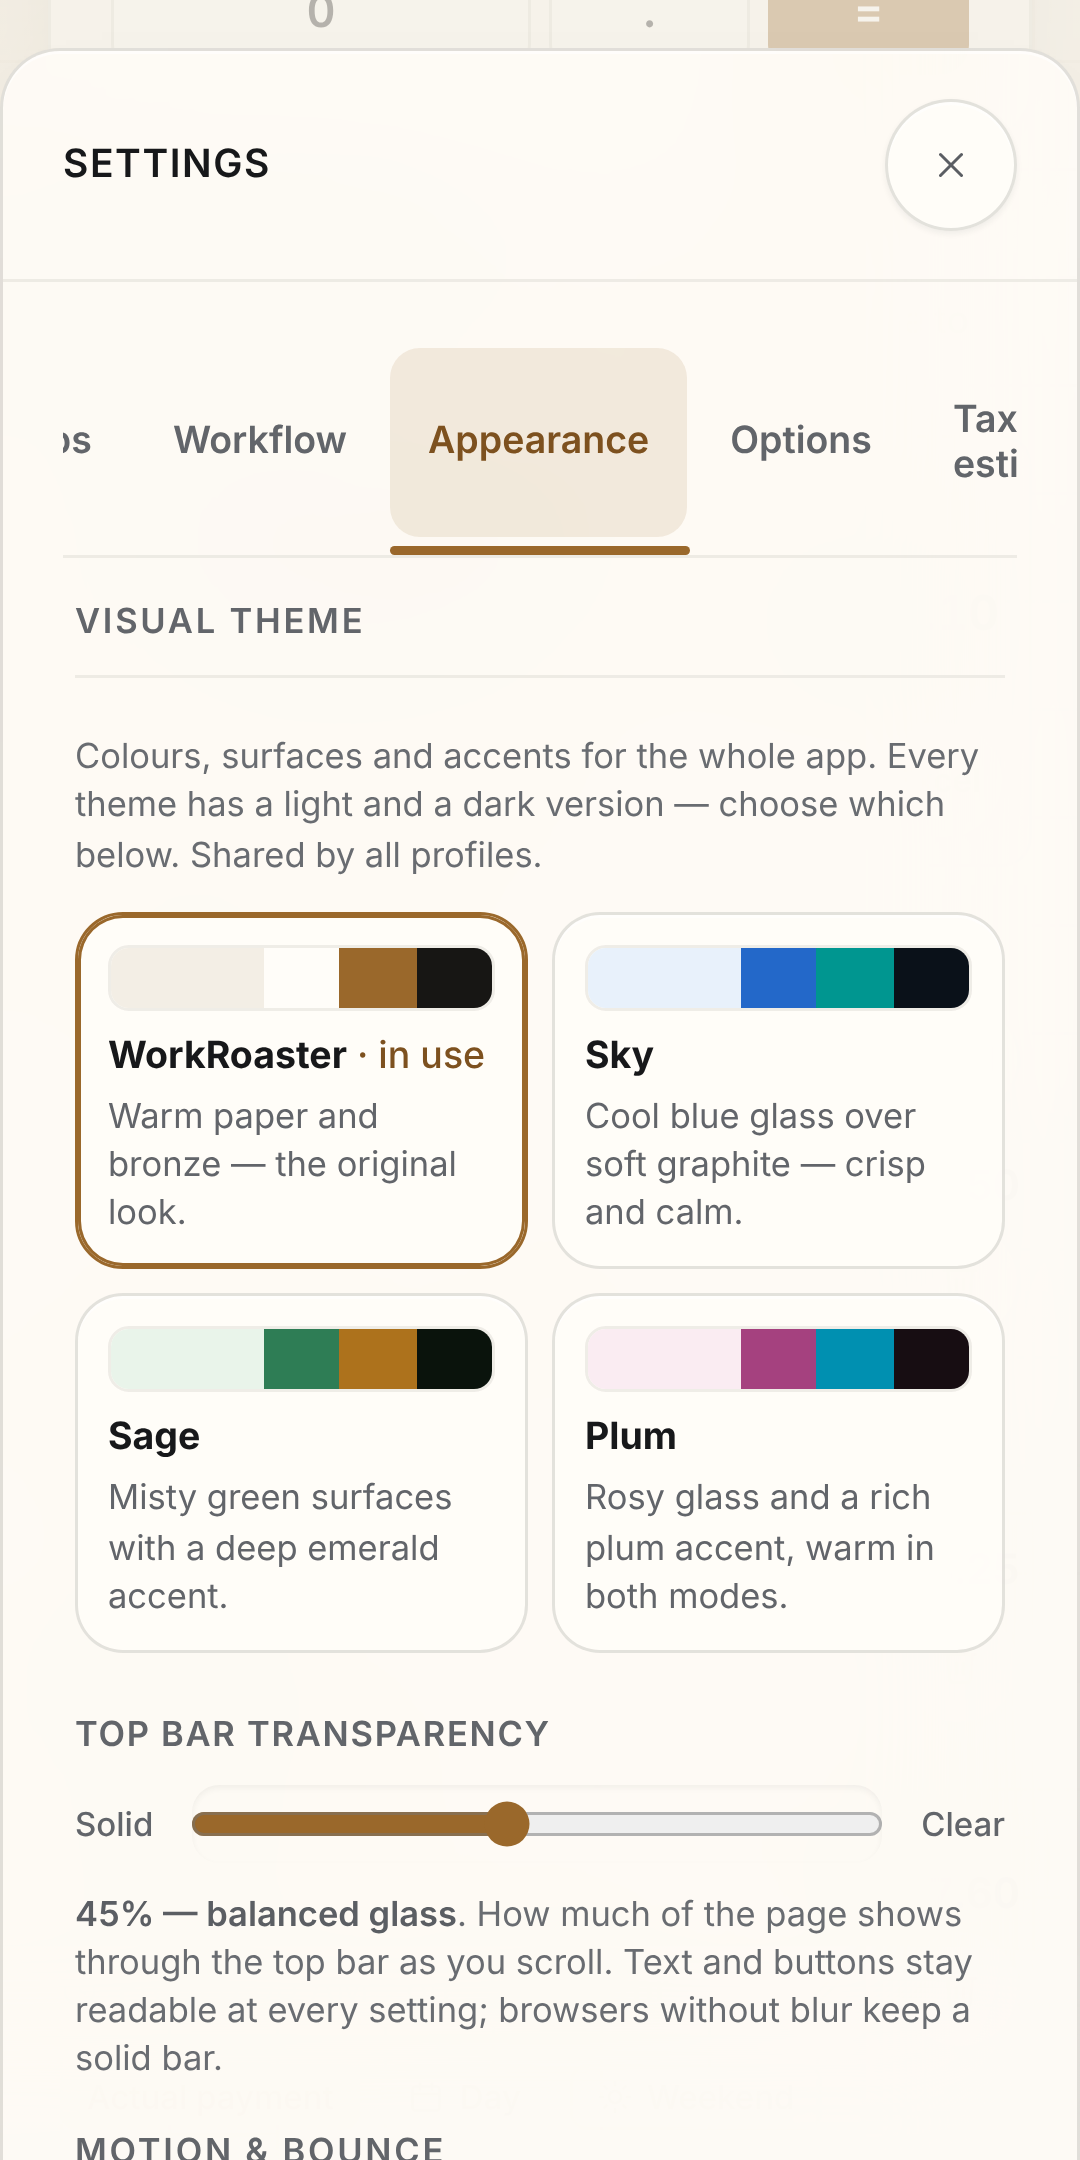 0 . =
SETTINGS
os Workflow Appearance Options Tax esti
VISUAL THEME
Colours, surfaces and accents for the whole app. Every
theme has a light and a dark version — choose which
below. Shared by all profiles.
WorkRoaster · in use
Warm paper and
bronze — the original
look.
Sky
Cool blue glass over
soft graphite — crisp
and calm.
Sage
Misty green surfaces
with a deep emerald
accent.
Plum
Rosy glass and a rich
plum accent, warm in
both modes.
TOP BAR TRANSPARENCY
Solid Clear
45% — balanced glass. How much of the page shows
through the top bar as you scroll. Text and buttons stay
readable at every setting; browsers without blur keep a
solid bar.
MOTION & BOUNCE